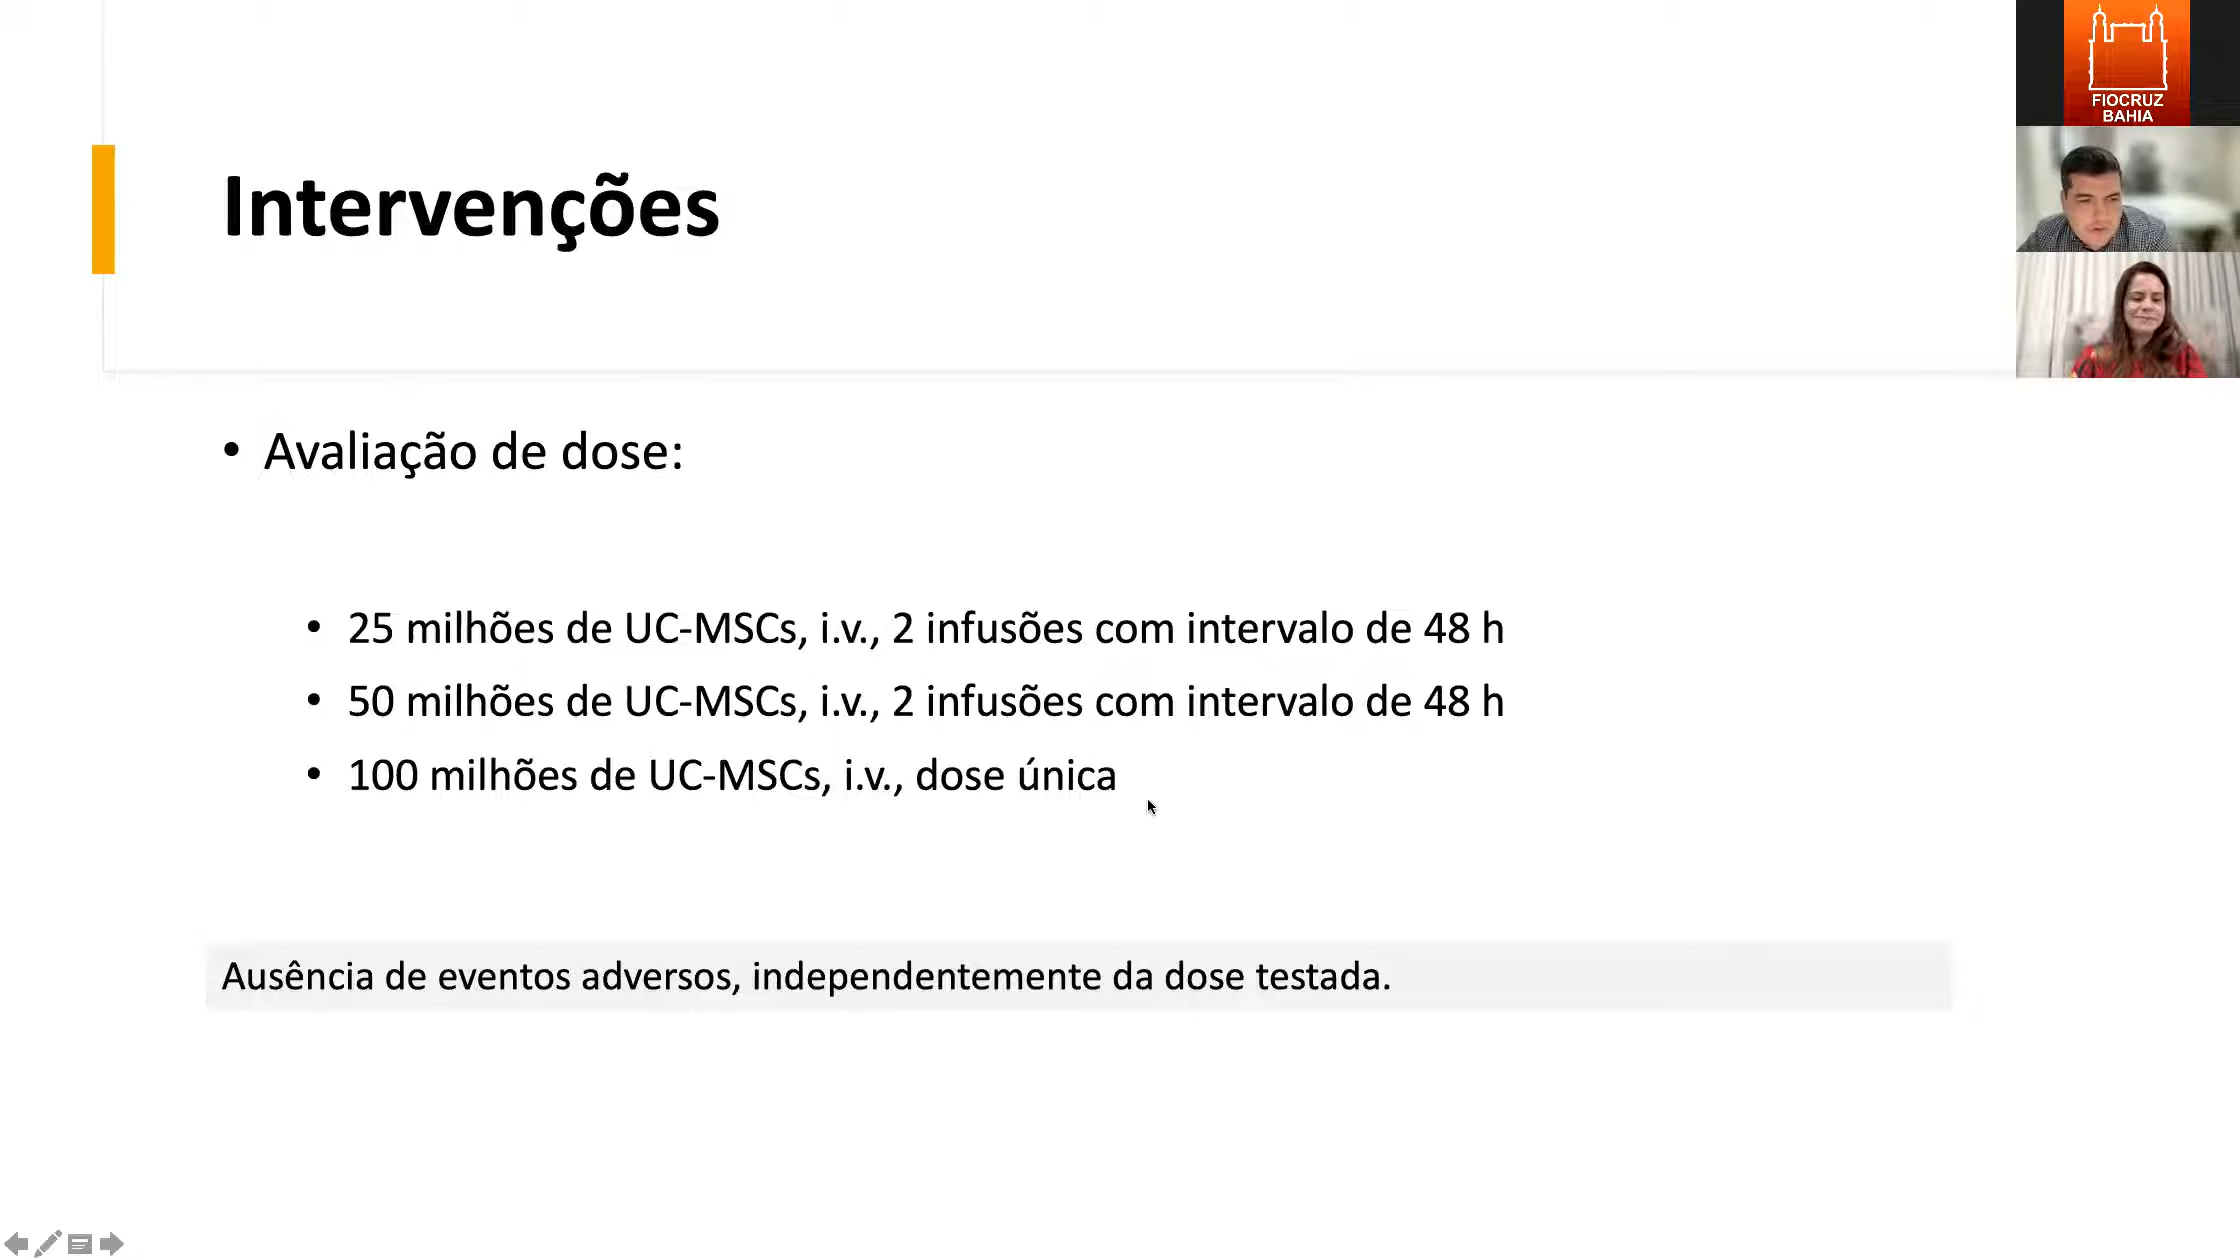 FIOCRUZ
BAHIA
Intervenções
• Avaliação de dose:
• 25 milhões de UC-MSCs, i.v., 2 infusões com intervalo de 48 h
• 50 milhões de UC-MSCs, i.v., 2 infusões com intervalo de 48 h
• 100 milhões de UC-MSCs, i.v., dose única
Ausência de eventos adversos, independentemente da dose testada.